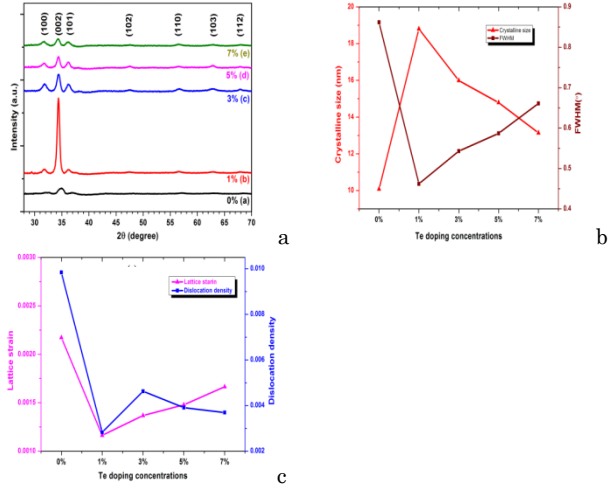 (100) (002) (101) (102) (110) (103) (112)
7% (e)
5% (d)
3% (c)
1% (b)
0% (a)
Intensity (a.u.)
30 35 40 45 50 55 60 65 70
2θ (degree)
a
20
18
16
14
12
10
Crystalline size (nm)
Crystalline size
FWHM
0.9
0.8
0.7
0.6
0.5
0.4
FWHM(°)
0% 1% 3% 5% 7%
Te doping concentrations
b
0.0030
0.0025
0.0020
0.0015
0.0010
Lattice strain
Lattice starin
Dislocation density
0.010
0.008
0.006
0.004
0.002
Dislocation density
0% 1% 3% 5% 7%
Te doping concentrations
c